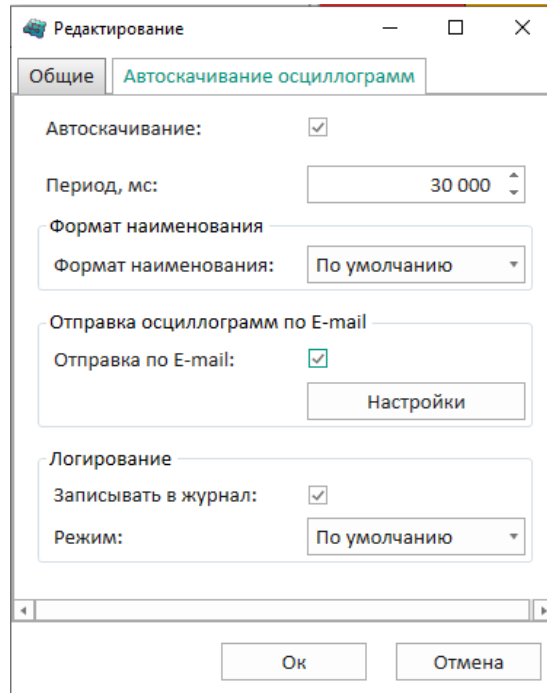 Редактирование
Общие
Автоскачивание осциллограмм
Автоскачивание:
Период, мс: 30 000
Формат наименования
Формат наименования: По умолчанию
Отправка осциллограмм по E-mail
Отправка по E-mail:
Настройки
Логирование
Записывать в журнал:
Режим: По умолчанию
Ок Отмена